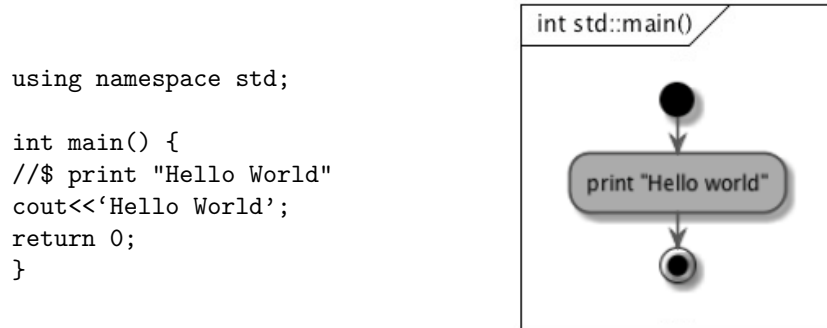 using namespace std;
int main() {
//$ print "Hello World"
cout<<‘Hello World’;
return 0;
}
int std::main()
print "Hello world"